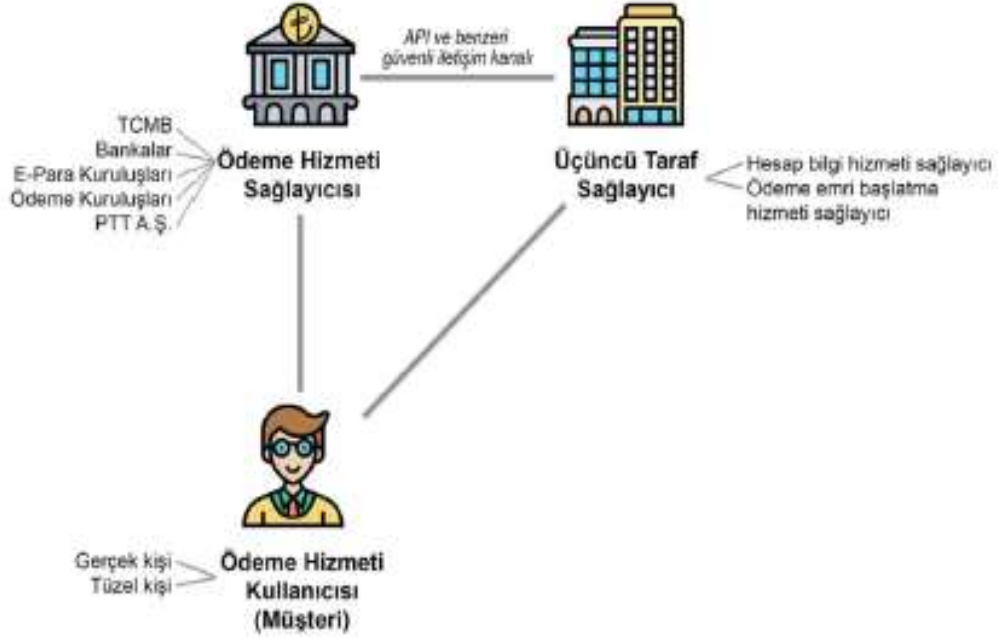 API ve benzeri
güvenli iletişim kanalı
TCMB
Bankalar
E-Para Kuruluşları
Ödeme Kuruluşları
PTT A.Ş.
Ödeme Hizmeti
Sağlayıcısı
Üçüncü Taraf
Sağlayıcı
Hesap bilgi hizmeti sağlayıcı
Ödeme emri başlatma
hizmeti sağlayıcı
Gerçek kişi
Tüzel kişi
Ödeme Hizmeti
Kullanıcısı
(Müşteri)